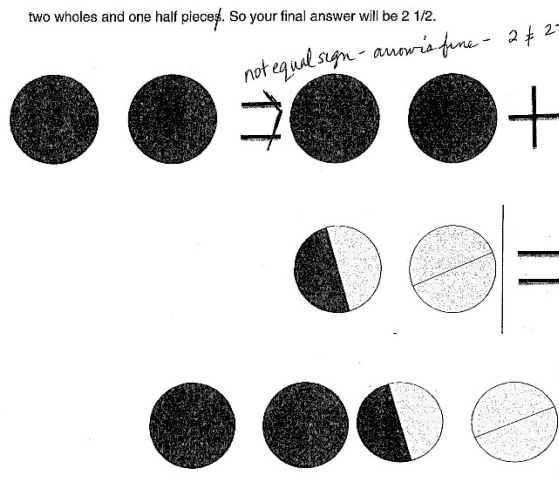 two wholes and one half pieces. So your final answer will be 2 1/2.
not equal sign - arrow is fine - 2 ≠ 2
= +
=